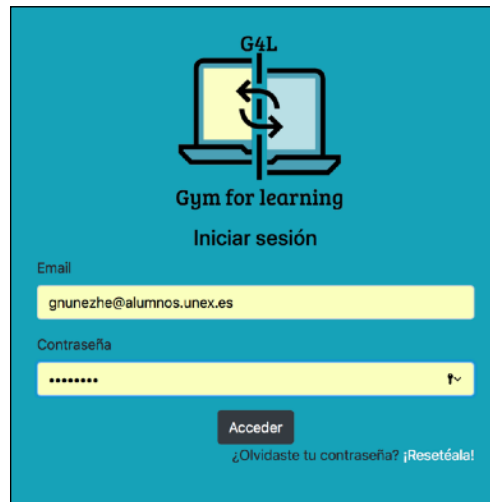 G4L
Gym for learning
Iniciar sesión
Email
gnunezhe@alumnos.unex.es
Contraseña
••••••••
Acceder
¿Olvidaste tu contraseña? ¡Resetéala!